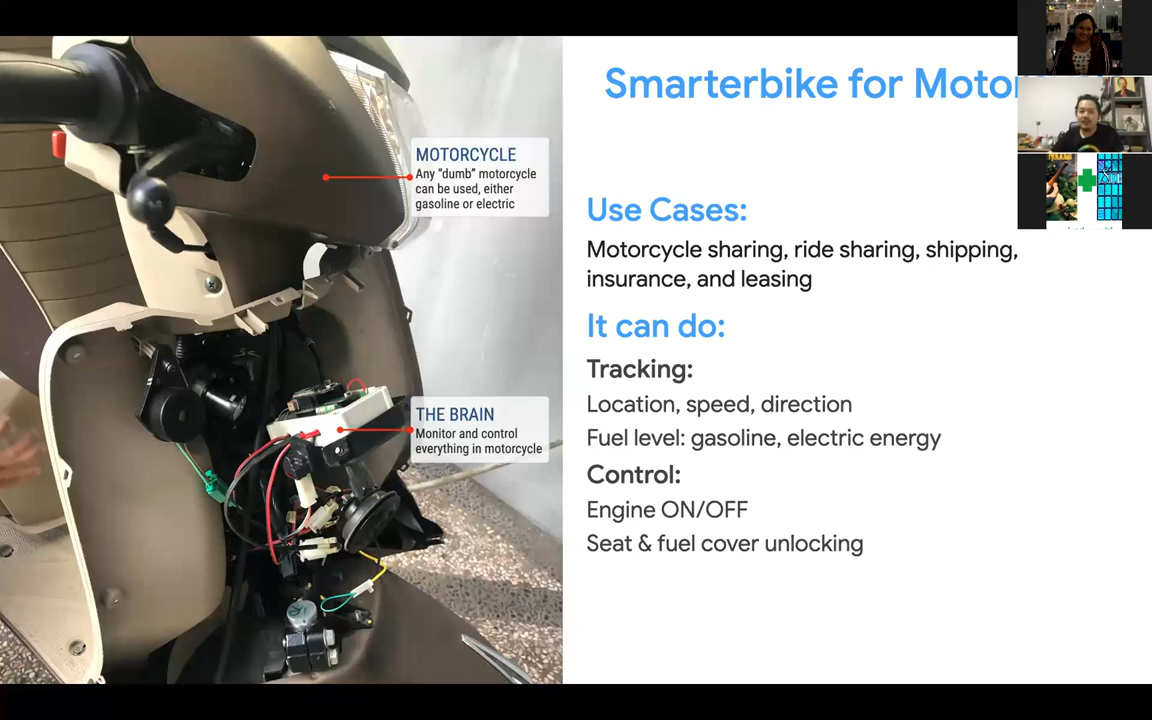 Smarterbike for Moto
MOTORCYCLE
Any "dumb" motorcycle
can be used, either
gasoline or electric
THE BRAIN
Monitor and control
everything in motorcycle
Use Cases:
Motorcycle sharing, ride sharing, shipping,
insurance, and leasing
It can do:
Tracking:
Location, speed, direction
Fuel level: gasoline, electric energy
Control:
Engine ON/OFF
Seat & fuel cover unlocking